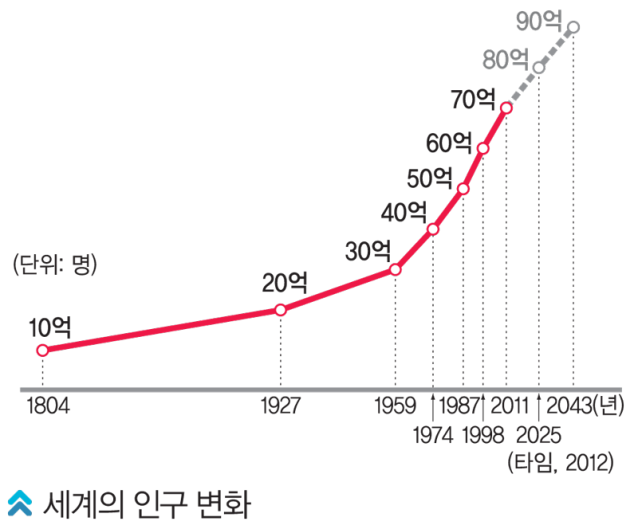 90억
80억
70억
60억
50억
40억
30억
(단위: 명)
20억
10억
1804 1927 1959 1987 2011 2043(년)
1974 1998 2025
(타임, 2012)
세계의 인구 변화